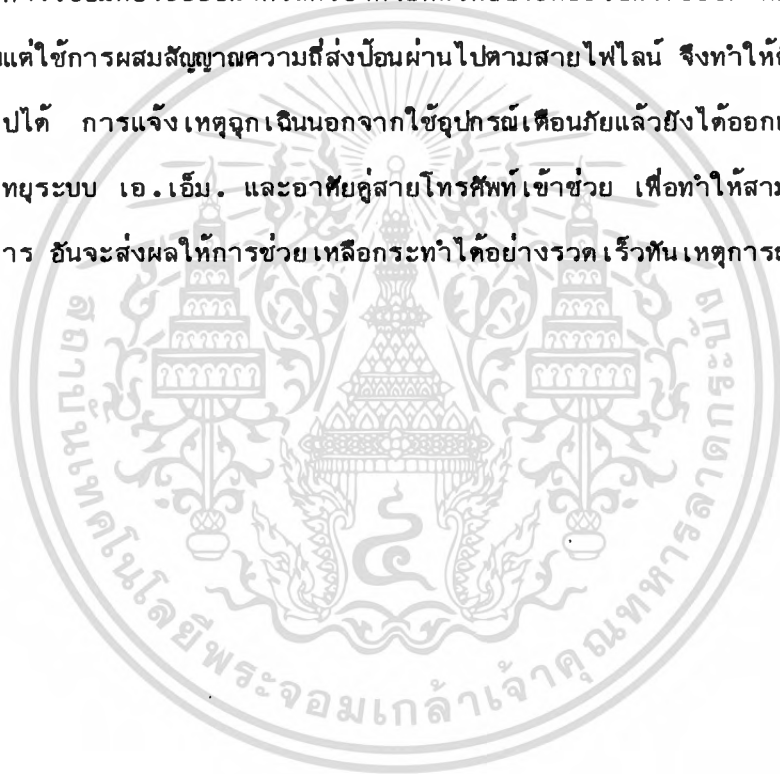 แต่ใช้การผสมสัญญาณความถี่ส่งป้อนผ่านไปตามสายไฟไลน์ จึงทำให้
ปได้ การแจ้งเหตุฉุกเฉินนอกจากใช้อุปกรณ์เตือนภัยแล้วยังได้ออก
ทยุระบบ เอ.เอ็ม. และอาศัยคู่สายโทรศัพท์เข้าช่วย เพื่อทำให้สาม
าร อันจะส่งผลให้การช่วยเหลือกระทำได้อย่างรวดเร็วทันเหตุการ
สถาบันเทคโนโลยีพระจอมเกล้าเจ้าคุณทหารลาดกระบัง